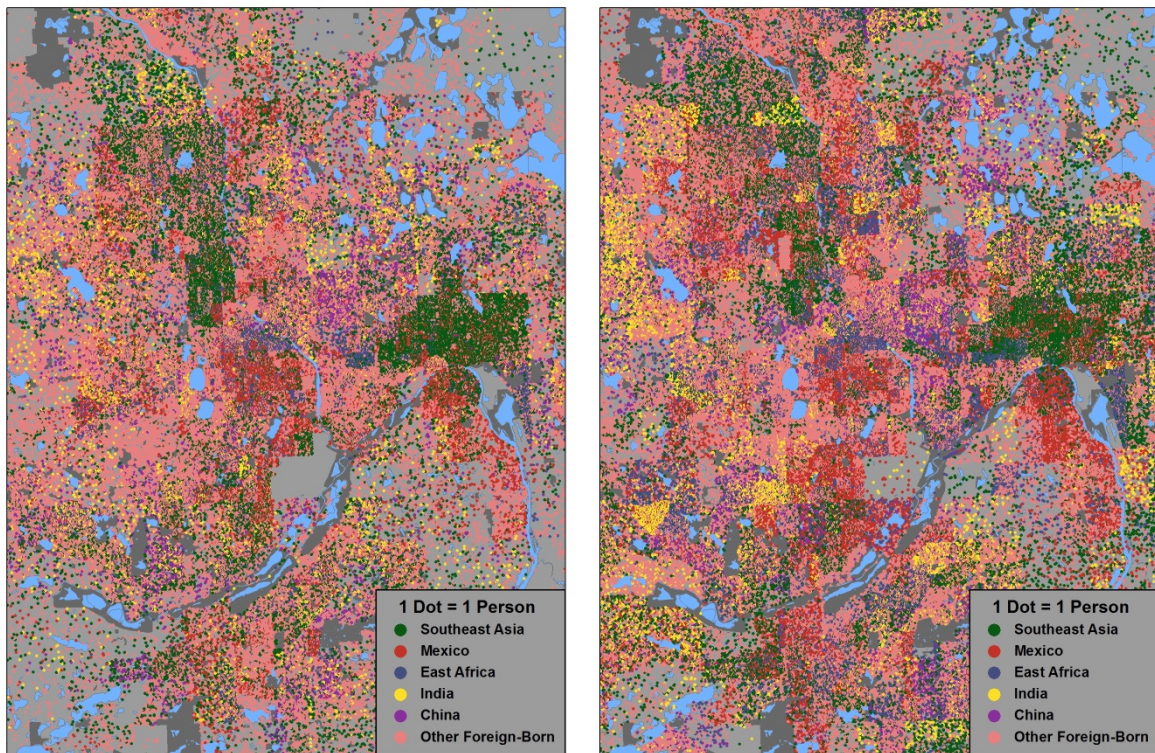 1 Dot = 1 Person
Southeast Asia
Mexico
East Africa
India
China
Other Foreign-Born
1 Dot = 1 Person
Southeast Asia
Mexico
East Africa
India
China
Other Foreign-Born